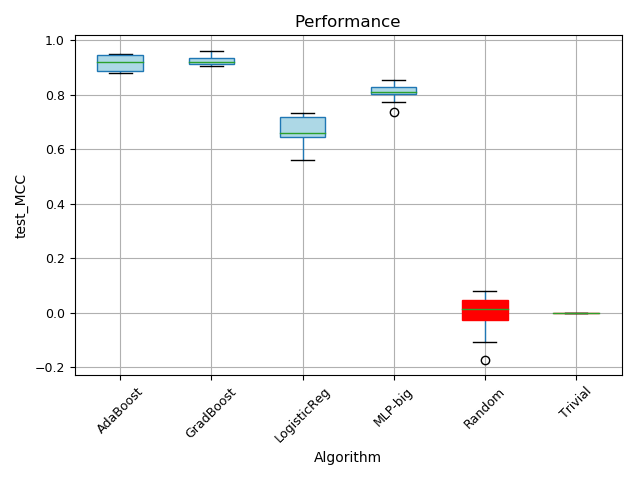 Performance
test_MCC
1.0
0.8
0.6
0.4
0.2
0.0
−0.2
AdaBoost
GradBoost
LogisticReg
MLP-big
Random
Trivial
Algorithm